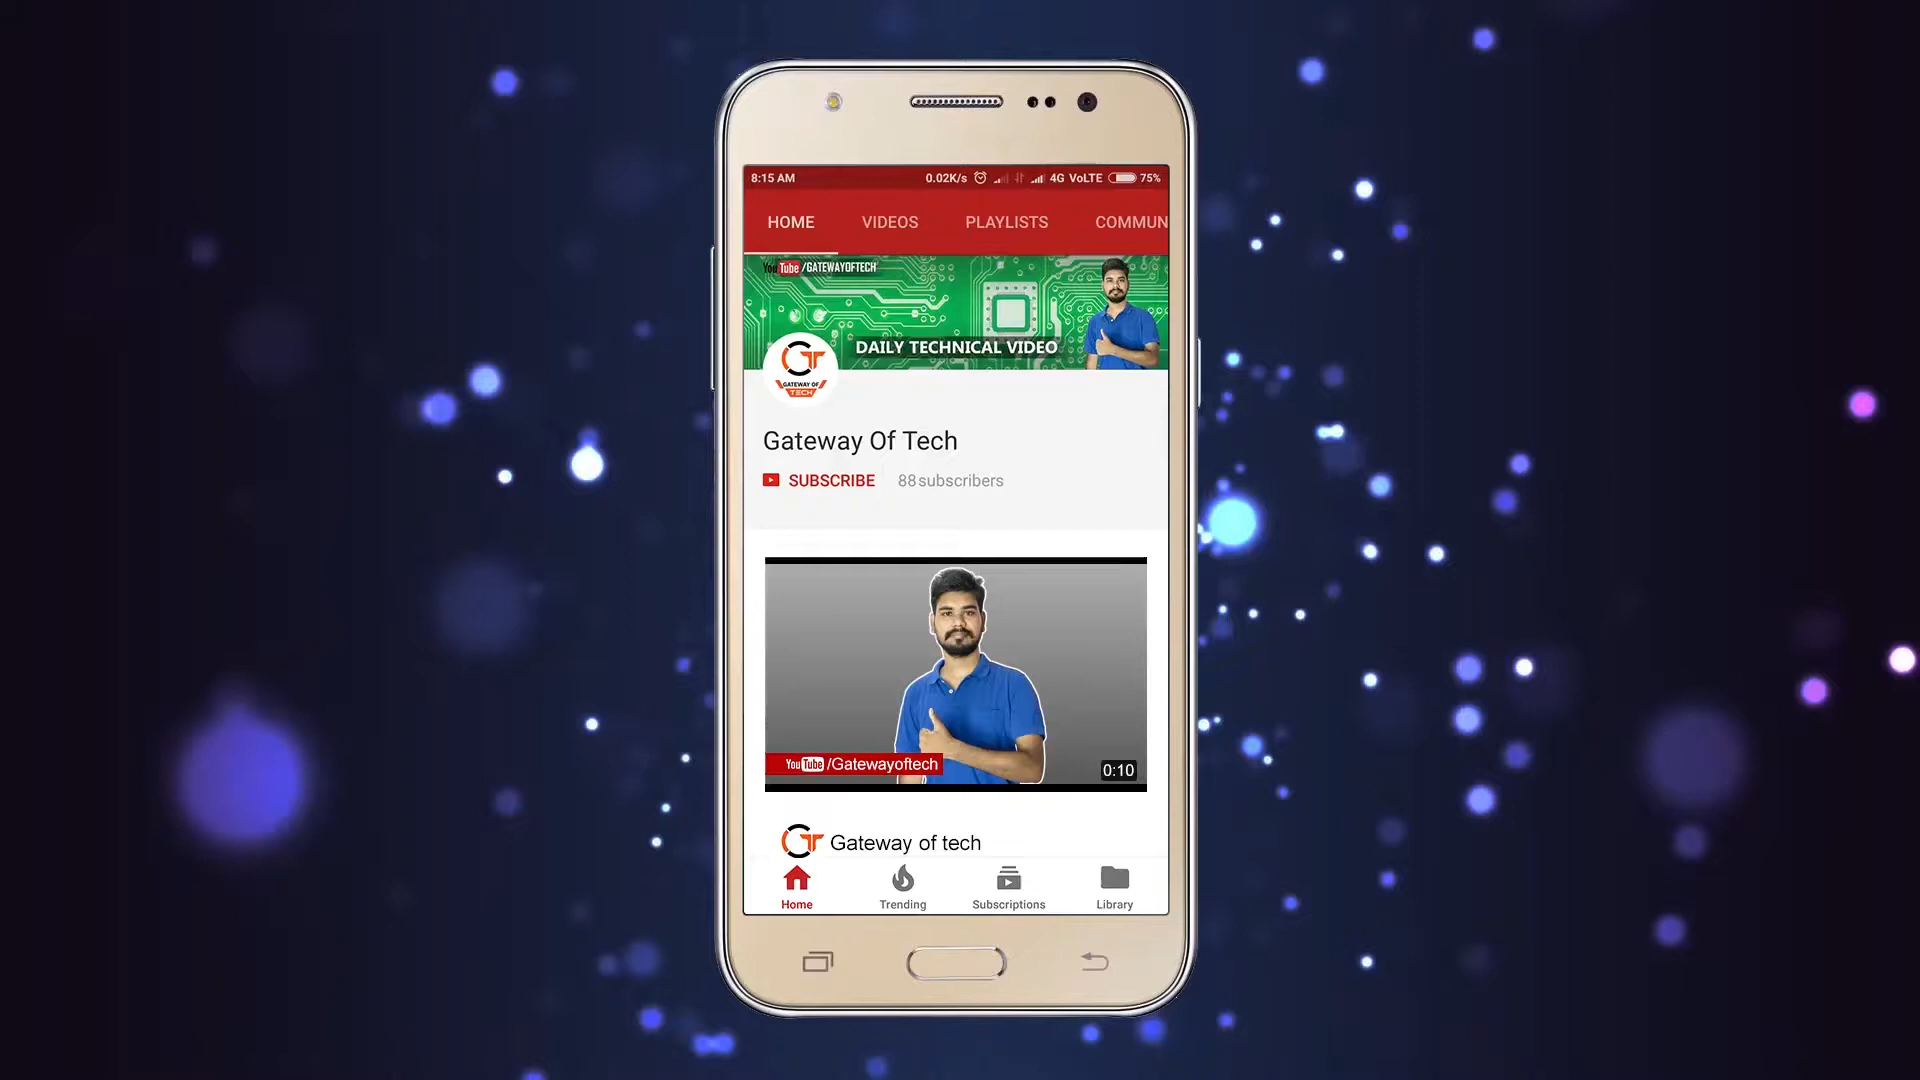 8:15 AM 0.02K/s 4G VoLTE 75%
HOME VIDEOS PLAYLISTS COMMUN
YouTube /GATEWAYOFTECH
DAILY TECHNICAL VIDEO
GATEWAY OF
TECH
Gateway Of Tech
SUBSCRIBE 88 subscribers
YouTube /Gatewayoftech
0:10
Gateway of tech
Home Trending Subscriptions Library